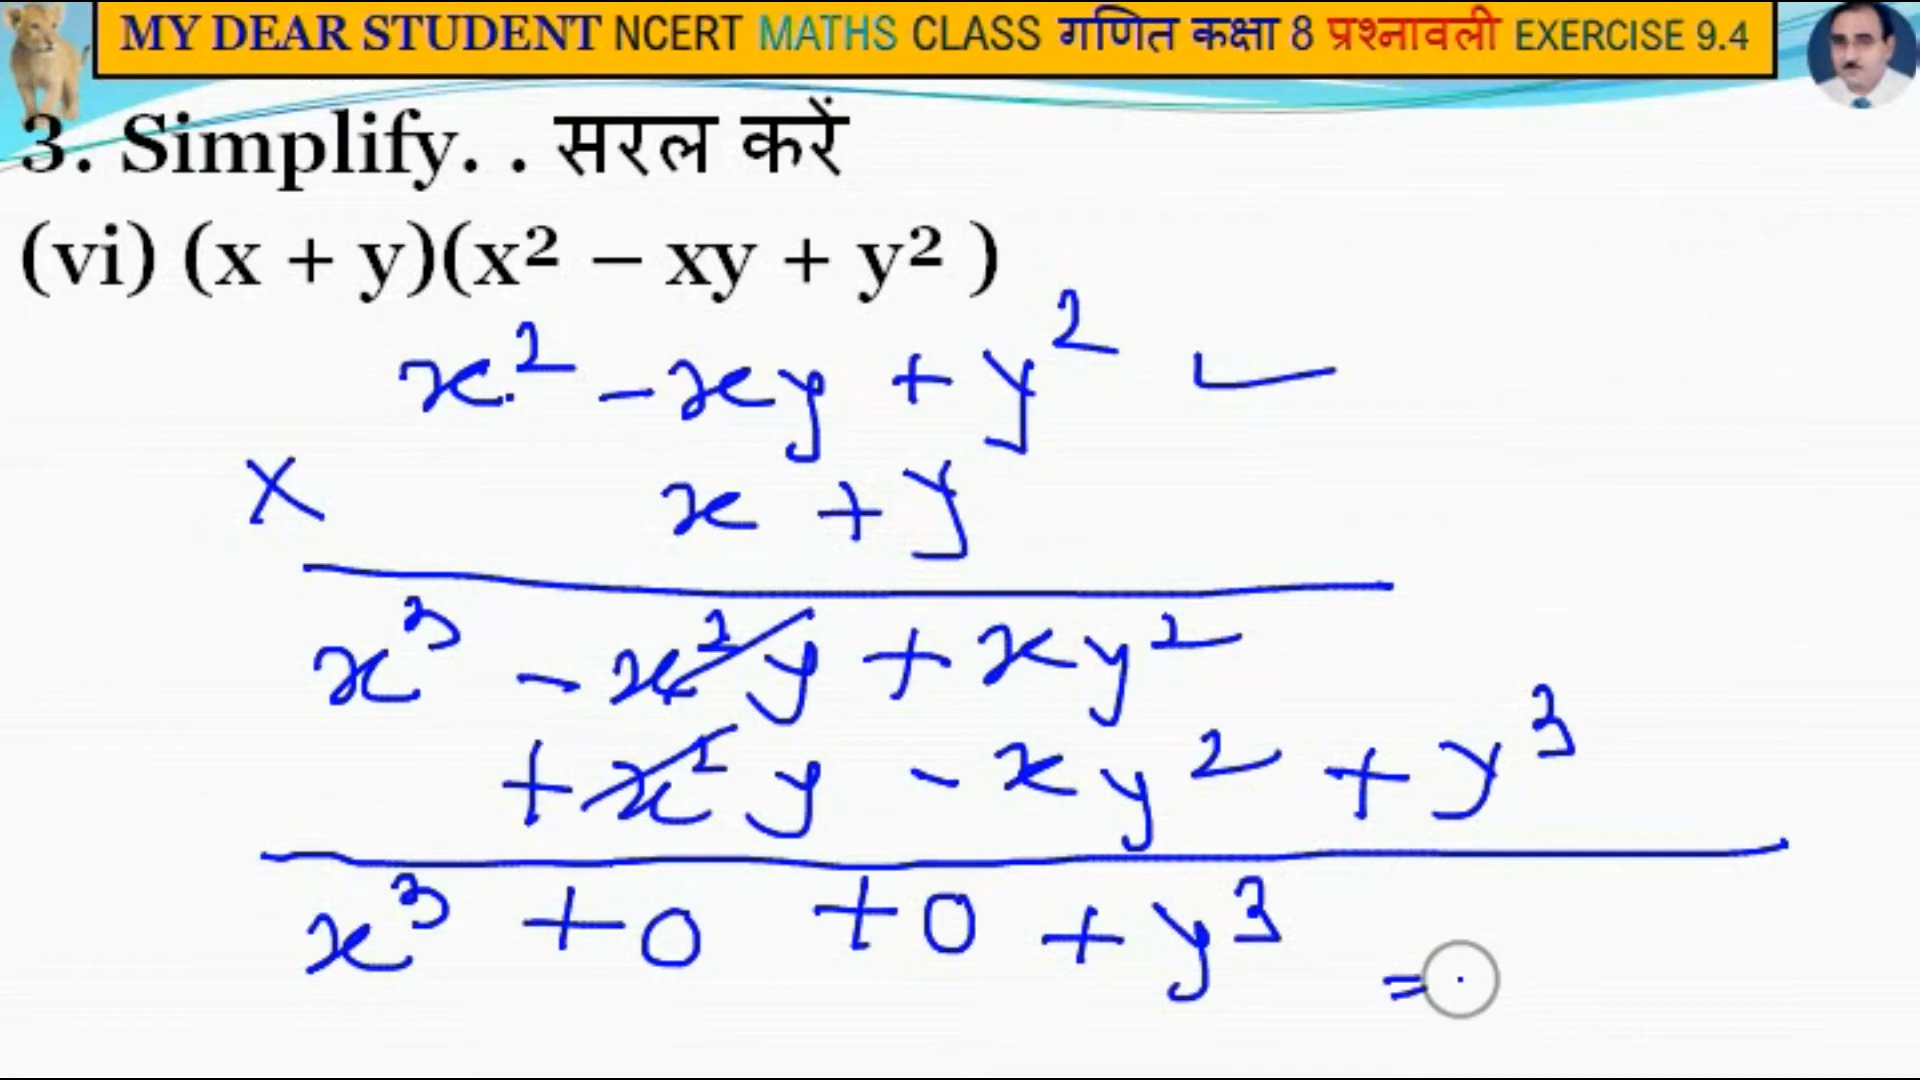 MY DEAR STUDENT NCERT MATHS CLASS गणित कक्षा 8 प्रश्नावली EXERCISE 9.4
3. Simplify. . सरल करें
(vi) (x + y)(x² – xy + y² )
x² - xy + y²
× x + y
x³ - x²y + xy²
+ x²y - xy² + y³
x³ + 0 + 0 + y³ =